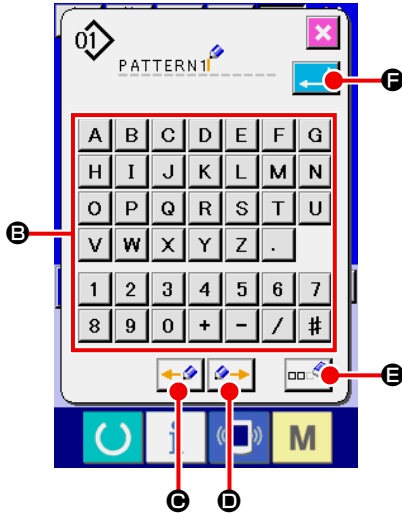 01
PATTERN1
F
A B C D E F G
H I J K L M N
O P Q R S T U
B
V W X Y Z .
1 2 3 4 5 6 7
8 9 0 + - / #
E
i M
C D